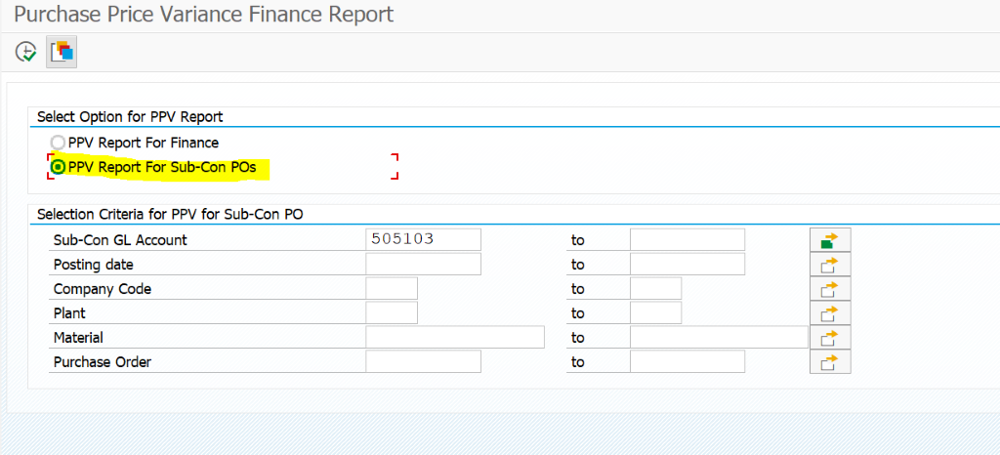 Purchase Price Variance Finance Report
Select Option for PPV Report
PPV Report For Finance
PPV Report For Sub-Con POs
Selection Criteria for PPV for Sub-Con PO
Sub-Con GL Account 505103 to
Posting date to
Company Code to
Plant to
Material to
Purchase Order to